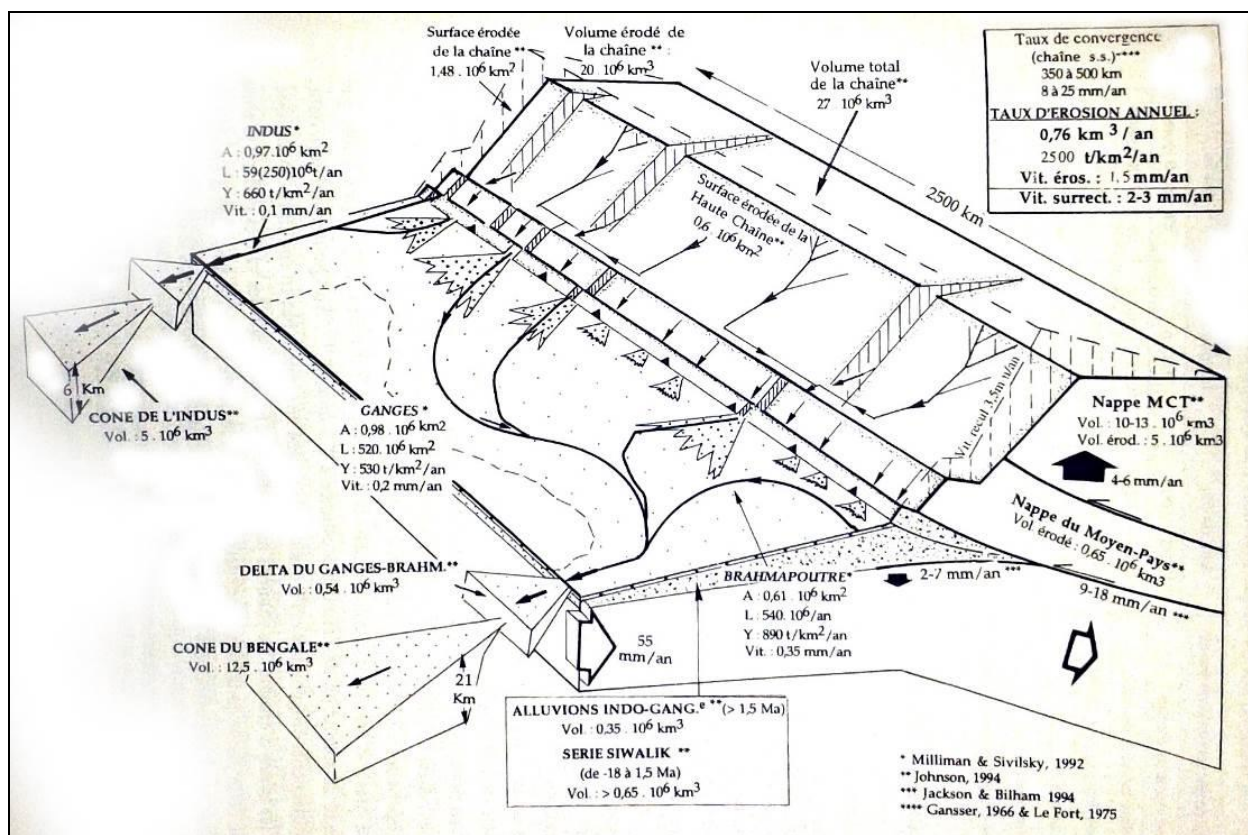 Surface érodée
de la chaîne **
1,48 . 10⁶ km²
Volume érodé de
la chaîne ** :
20 . 10⁶ km³
Volume total
de la chaîne**
27 . 10⁶ km³
Taux de convergence
(chaîne s.s.)-****
350 à 500 km
8 à 25 mm/an
TAUX D'EROSION ANNUEL :
0,76 km³ / an
2500 t/km²/an
Vit. éros. : 1,5 mm/an
Vit. surrect. : 2-3 mm/an
INDUS *
A : 0,97.10⁶ km²
L : 59(250)10⁶t/an
Y : 660 t/km²/an
Vit. : 0,1 mm/an
2500 km
Surface érodée de la
Haute Chaîne**
0,6 . 10⁶ km²
6 Km
CONE DE L'INDUS**
Vol. : 5 . 10⁶ km³
GANGES *
A : 0,98 . 10⁶ km²
L : 520. 10⁶ km²
Y : 530 t/km²/an
Vit. : 0,2 mm/an
Vit. recul 3,5m m/an
Nappe MCT**
Vol. : 10-13 . 10⁶ km3
Vol. érod. : 5 . 10⁶ km3
4-6 mm/an
Nappe du Moyen-Pays**
Vol. érodé : 0,65 . 10⁶
km3
2-7 mm/an ***
9-18 mm/an ***
DELTA DU GANGES-BRAHM.**
Vol : 0,54 . 10⁶ km³
BRAHMAPOUTRE*
A : 0,61 . 10⁶ km²
L : 540. 10⁶/an
Y : 890 t/km²/an
Vit. : 0,35 mm/an
CONE DU BENGALE**
Vol. : 12,5 . 10⁶ km³
21
Km
55
mm/an
ALLUVIONS INDO-GANG.ᵉ ** (> 1,5 Ma)
Vol : 0,35 . 10⁶ km³
SERIE SIWALIK **
(de -18 à 1,5 Ma)
Vol. : > 0,65 . 10⁶ km³
* Milliman & Sivilsky, 1992
** Johnson, 1994
*** Jackson & Bilham 1994
**** Gansser, 1966 & Le Fort, 1975